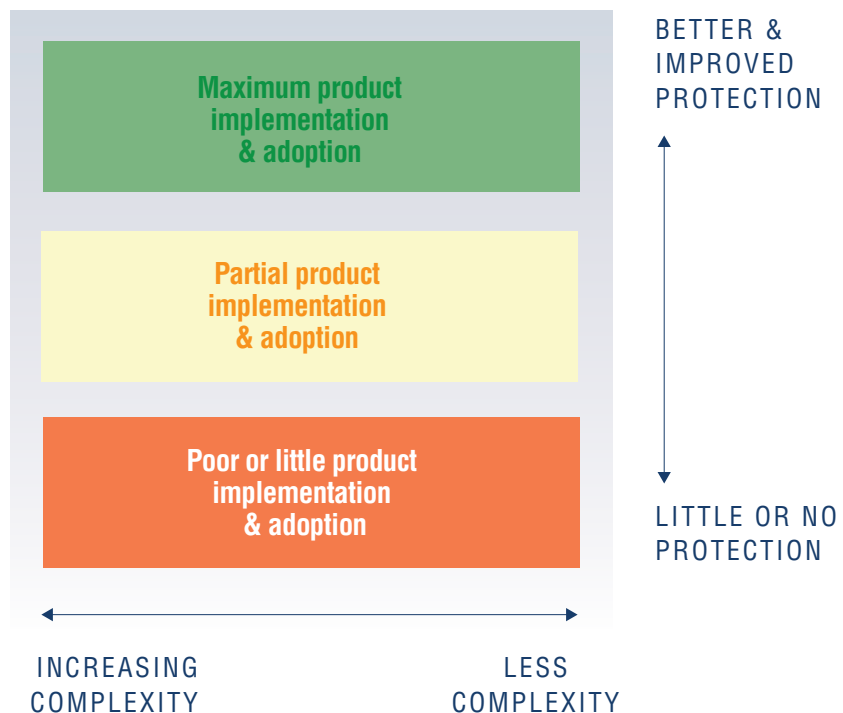 BETTER &
IMPROVED
PROTECTION
Maximum product
implementation
& adoption
Partial product
implementation
& adoption
Poor or little product
implementation
& adoption
LITTLE OR NO
PROTECTION
INCREASING
COMPLEXITY
LESS
COMPLEXITY